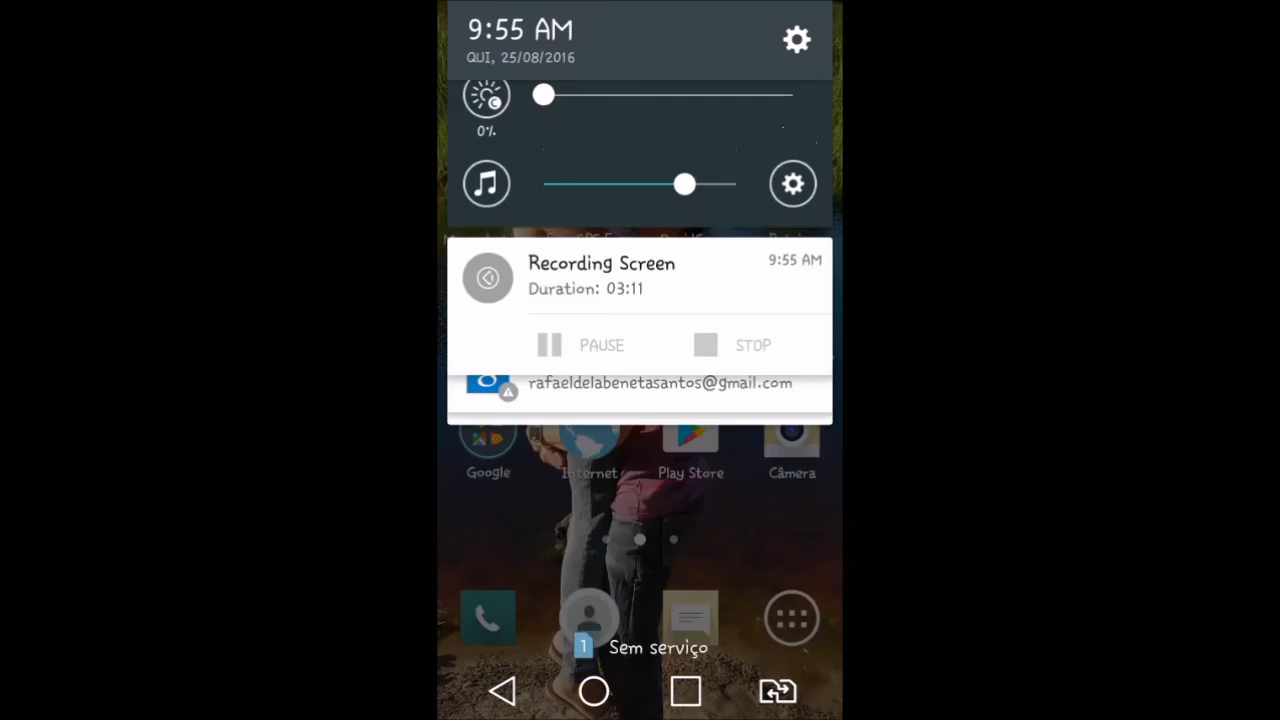 9:55 AM
QUI, 25/08/2016
0%
Recording Screen
9:55 AM
Duration: 03:11
PAUSE
STOP
rafaeldelabenetasantos@gmail.com
Google
Internet
Play Store
Câmera
1
Sem serviço